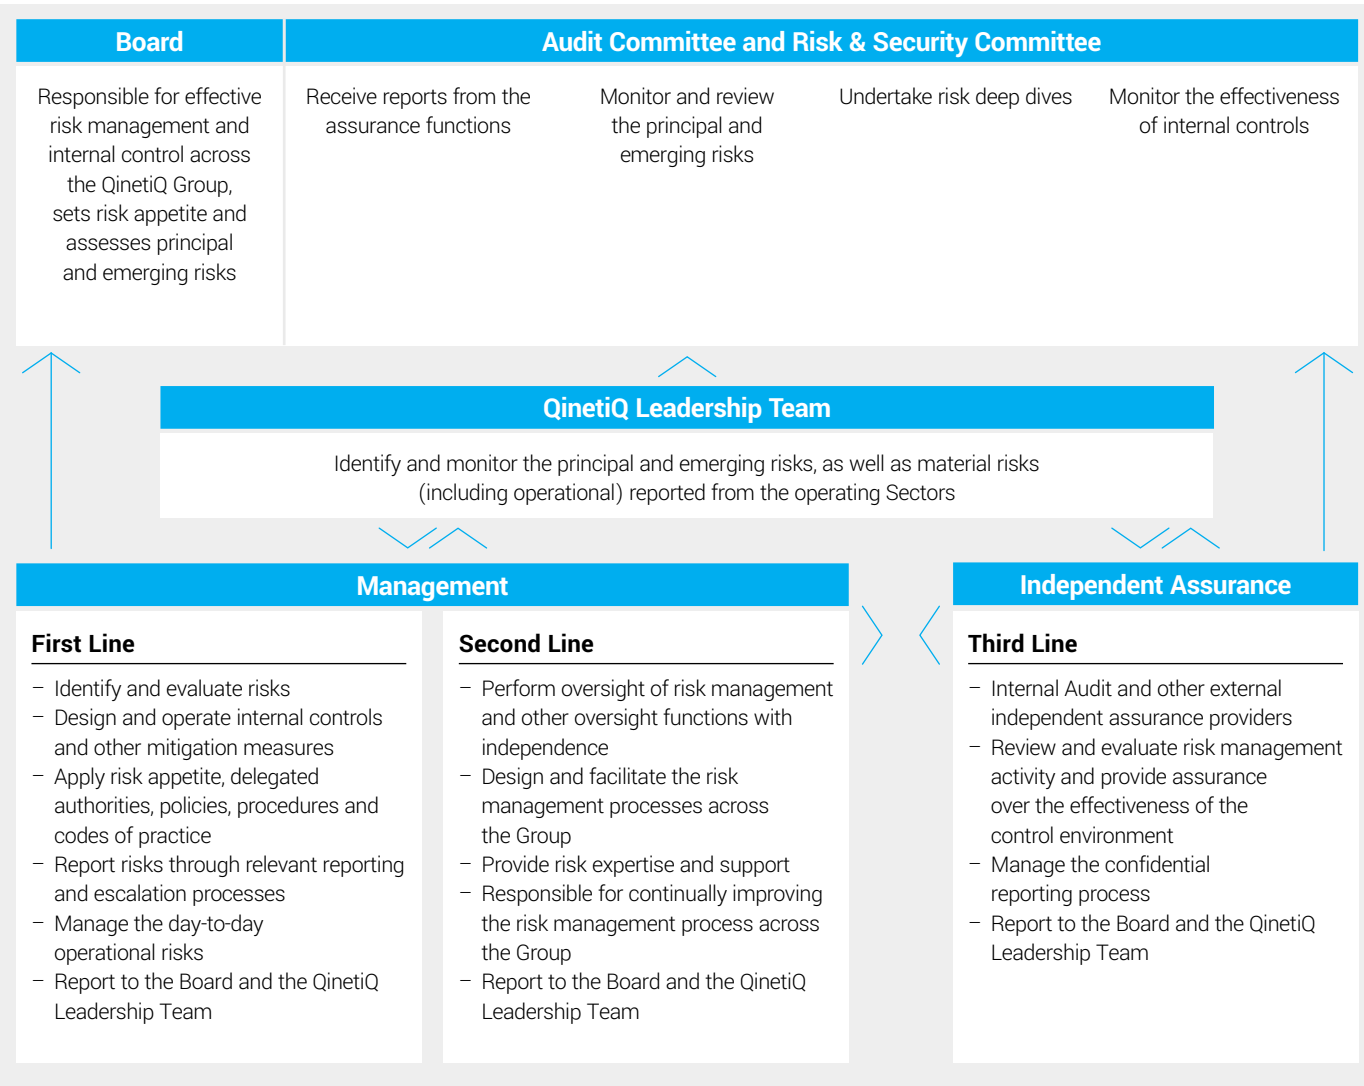 Board
Responsible for effective
risk management and
internal control across
the QinetiQ Group,
sets risk appetite and
assesses principal
and emerging risks
Audit Committee and Risk & Security Committee
Receive reports from the
assurance functions
Monitor and review
the principal and
emerging risks
Undertake risk deep dives
Monitor the effectiveness
of internal controls
QinetiQ Leadership Team
Identify and monitor the principal and emerging risks, as well as material risks
(including operational) reported from the operating Sectors
Management
First Line
– Identify and evaluate risks
– Design and operate internal controls
and other mitigation measures
– Apply risk appetite, delegated
authorities, policies, procedures and
codes of practice
– Report risks through relevant reporting
and escalation processes
– Manage the day-to-day
operational risks
– Report to the Board and the QinetiQ
Leadership Team
Second Line
– Perform oversight of risk management
and other oversight functions with
independence
– Design and facilitate the risk
management processes across
the Group
– Provide risk expertise and support
– Responsible for continually improving
the risk management process across
the Group
– Report to the Board and the QinetiQ
Leadership Team
Independent Assurance
Third Line
– Internal Audit and other external
independent assurance providers
– Review and evaluate risk management
activity and provide assurance
over the effectiveness of the
control environment
– Manage the confidential
reporting process
– Report to the Board and the QinetiQ
Leadership Team